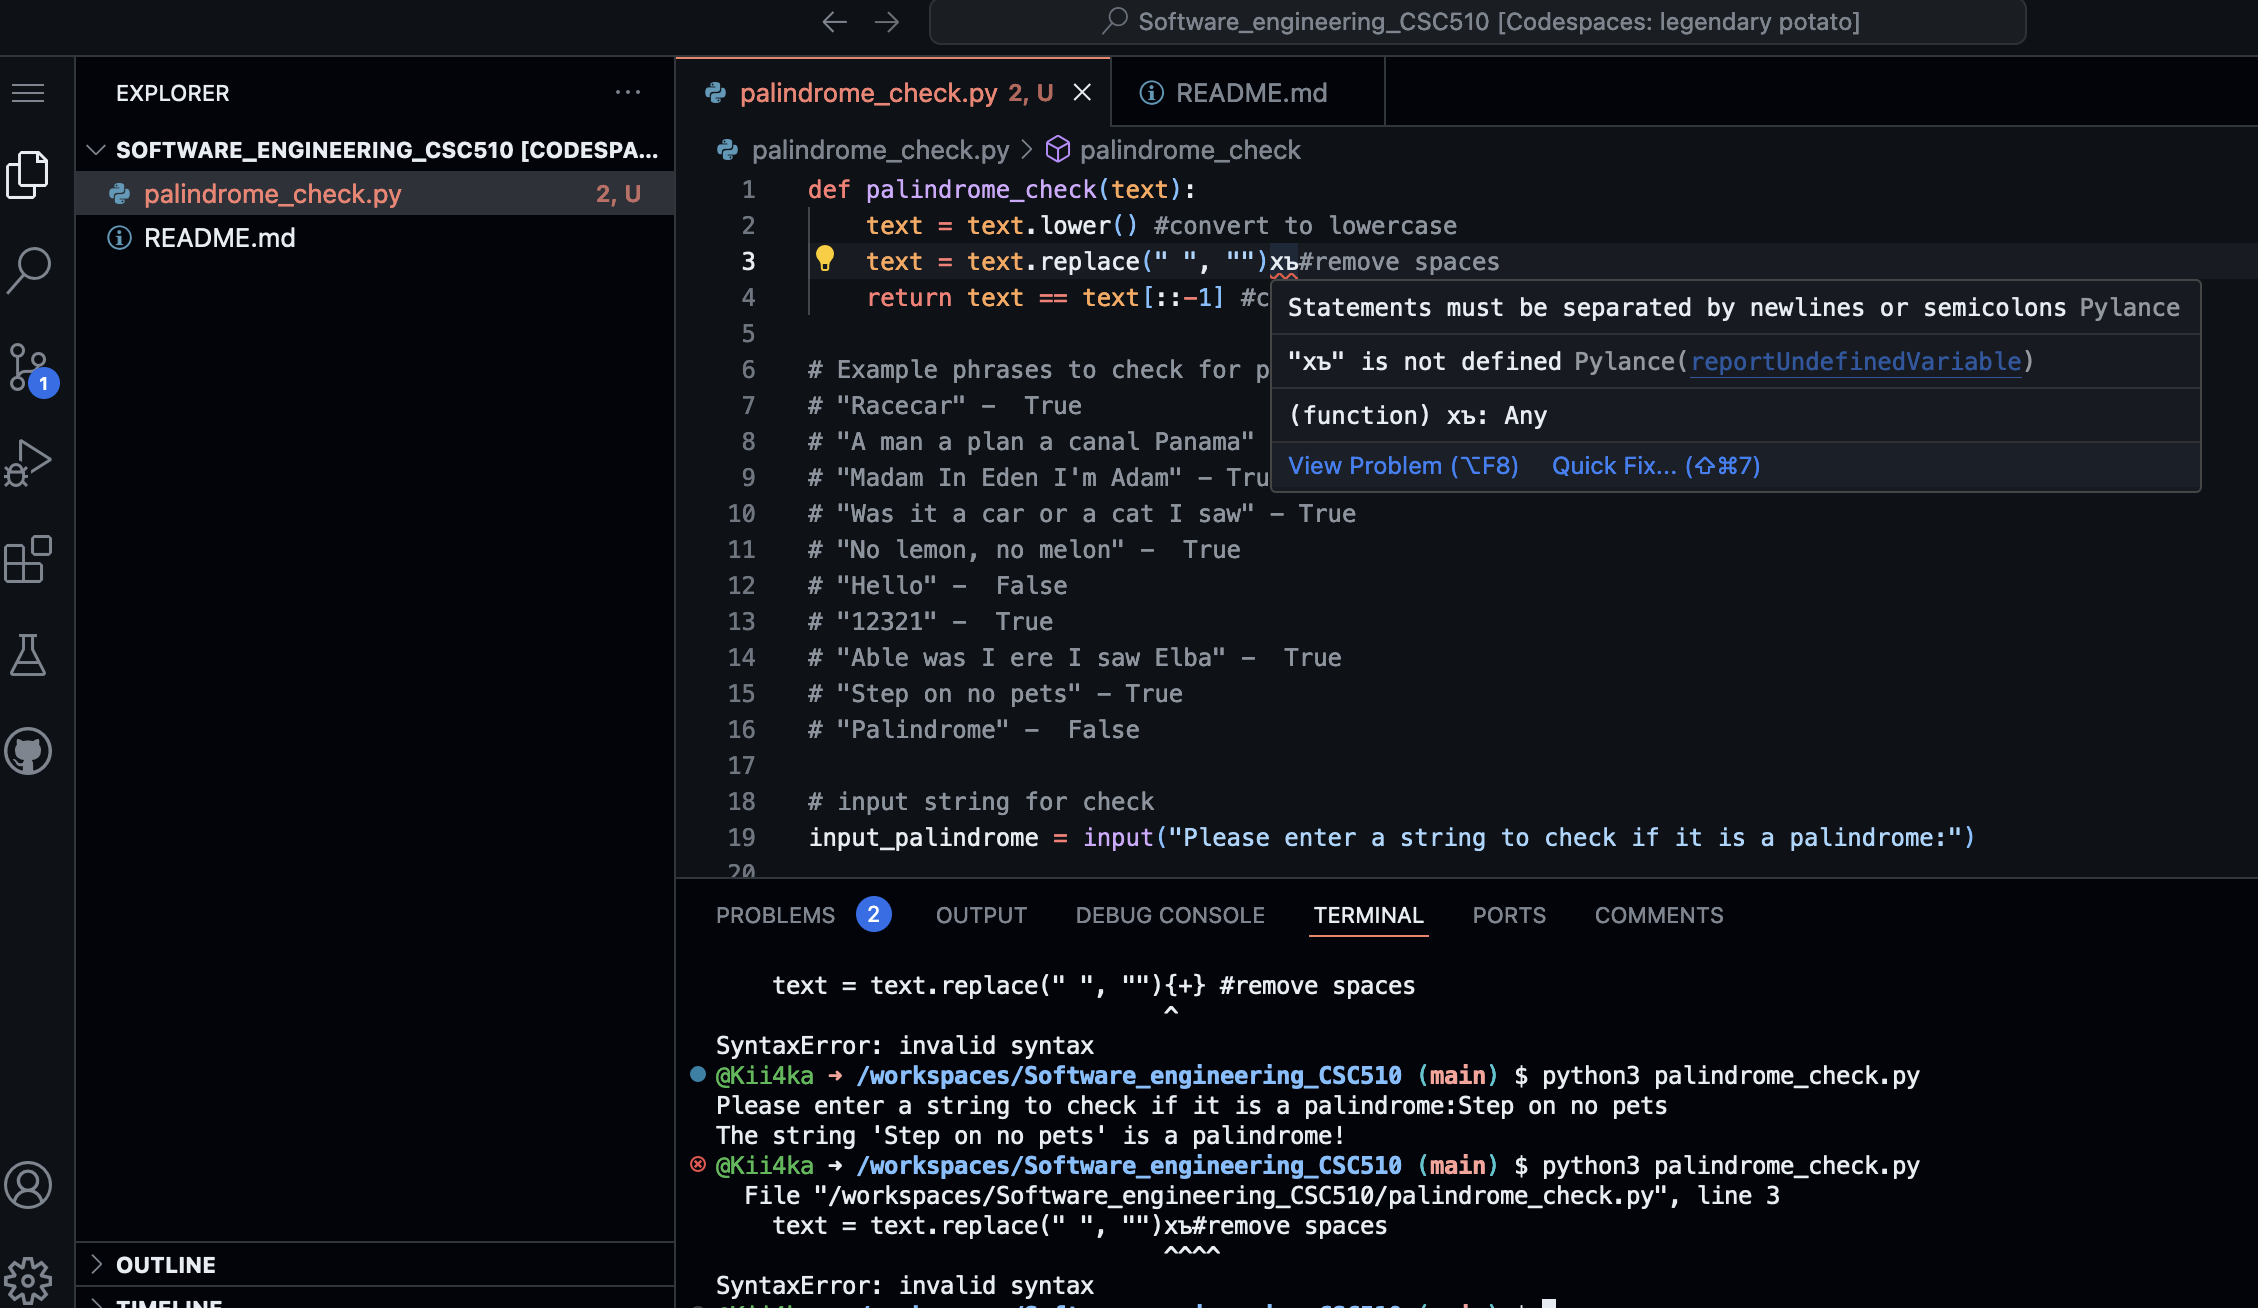 Software_engineering_CSC510 [Codespaces: legendary potato]
EXPLORER
SOFTWARE_ENGINEERING_CSC510 [CODESPA...
palindrome_check.py 2, U
README.md
OUTLINE
TIMELINE
1
palindrome_check.py 2, U
README.md
palindrome_check.py > palindrome_check
1 def palindrome_check(text):
2 text = text.lower() #convert to lowercase
3 text = text.replace(" ", "")хъ#remove spaces
4 return text == text[::-1] #c
5
6 # Example phrases to check for p
7 # "Racecar" - True
8 # "A man a plan a canal Panama"
9 # "Madam In Eden I'm Adam" - Tru
10 # "Was it a car or a cat I saw" - True
11 # "No lemon, no melon" - True
12 # "Hello" - False
13 # "12321" - True
14 # "Able was I ere I saw Elba" - True
15 # "Step on no pets" - True
16 # "Palindrome" - False
17
18 # input string for check
19 input_palindrome = input("Please enter a string to check if it is a palindrome:")
20
Statements must be separated by newlines or semicolons Pylance
"хъ" is not defined Pylance(reportUndefinedVariable)
(function) хъ: Any
View Problem (⌥F8) Quick Fix... (⇧⌘7)
PROBLEMS 2 OUTPUT DEBUG CONSOLE TERMINAL PORTS COMMENTS
text = text.replace(" ", ""){+} #remove spaces
^
SyntaxError: invalid syntax
@Kii4ka ➜ /workspaces/Software_engineering_CSC510 (main) $ python3 palindrome_check.py
Please enter a string to check if it is a palindrome:Step on no pets
The string 'Step on no pets' is a palindrome!
@Kii4ka ➜ /workspaces/Software_engineering_CSC510 (main) $ python3 palindrome_check.py
File "/workspaces/Software_engineering_CSC510/palindrome_check.py", line 3
text = text.replace(" ", "")хъ#remove spaces
^^^^
SyntaxError: invalid syntax